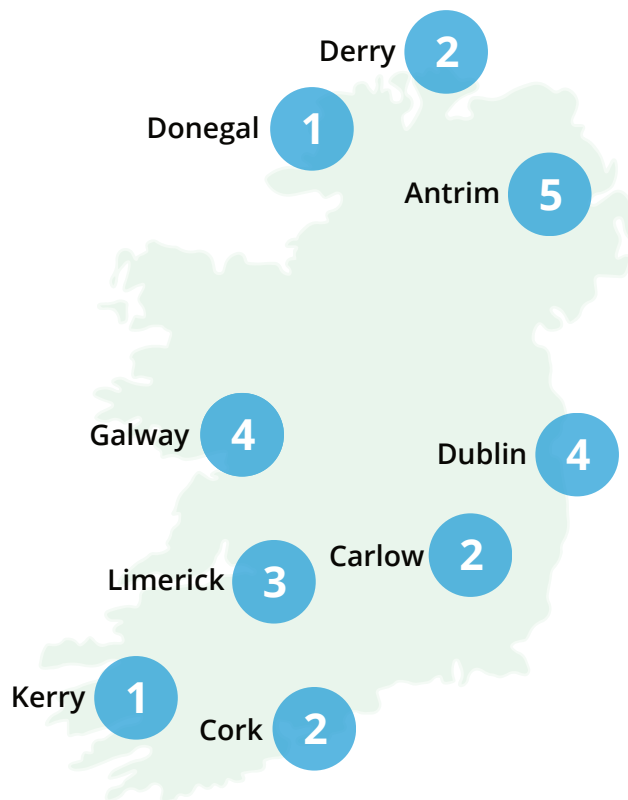 Derry 2
Donegal 1
Antrim 5
Galway 4
Dublin 4
Carlow 2
Limerick 3
Kerry 1
Cork 2